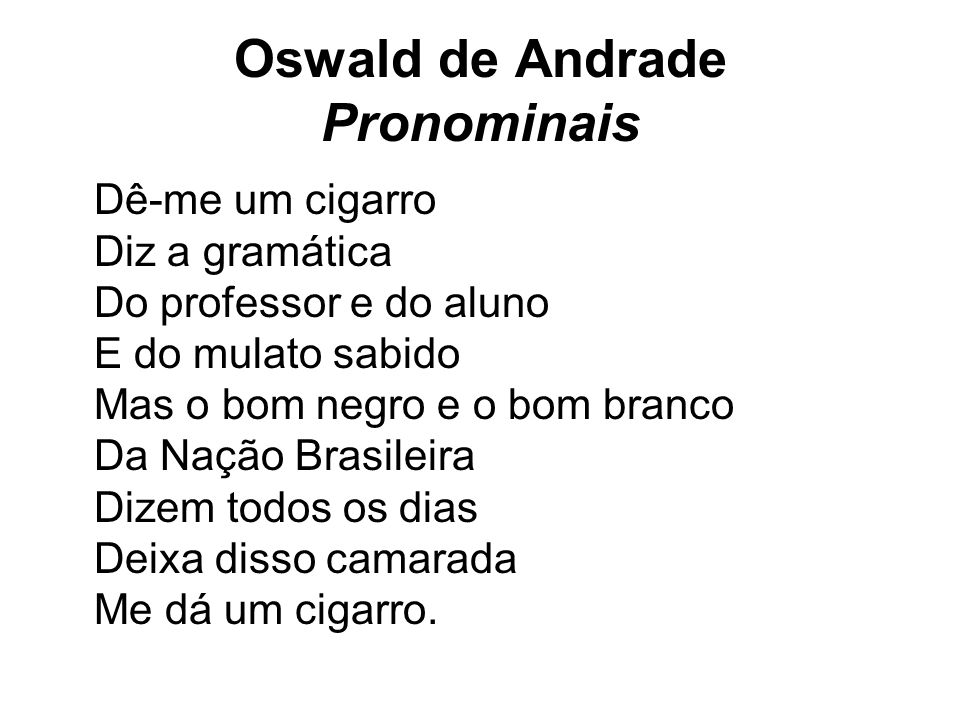 Oswald de Andrade
Pronominais
Dê-me um cigarro
Diz a gramática
Do professor e do aluno
E do mulato sabido
Mas o bom negro e o bom branco
Da Nação Brasileira
Dizem todos os dias
Deixa disso camarada
Me dá um cigarro.